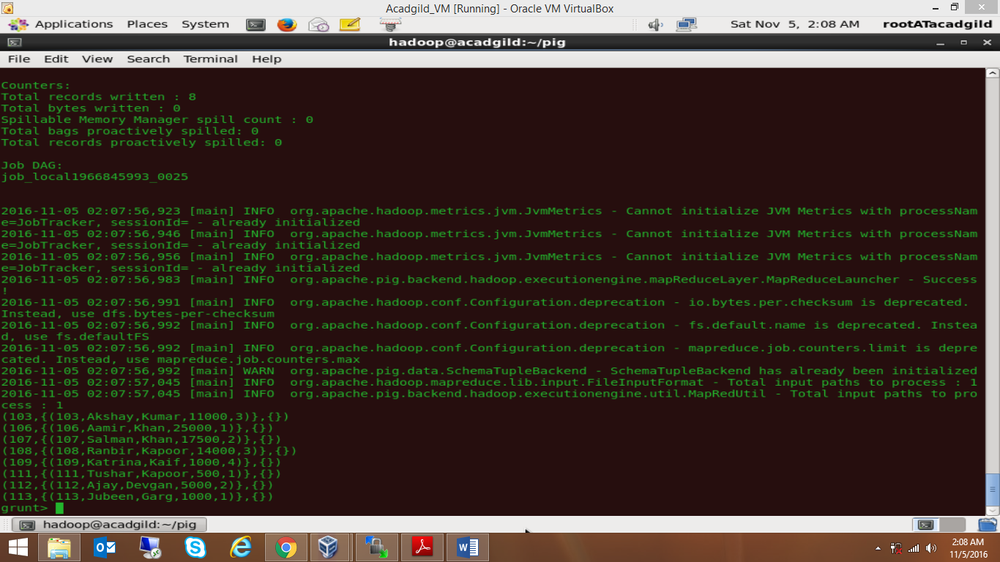 Acadgild_VM [Running] - Oracle VM VirtualBox
Applications Places System Sat Nov 5, 2:08 AM rootATacadgild
hadoop@acadgild:~/pig
File Edit View Search Terminal Help
Counters:
Total records written : 8
Total bytes written : 0
Spillable Memory Manager spill count : 0
Total bags proactively spilled: 0
Total records proactively spilled: 0
Job DAG:
job_local1966845993_0025
2016-11-05 02:07:56,923 [main] INFO  org.apache.hadoop.metrics.jvm.JvmMetrics - Cannot initialize JVM Metrics with processNam
e=JobTracker, sessionId= - already initialized
2016-11-05 02:07:56,946 [main] INFO  org.apache.hadoop.metrics.jvm.JvmMetrics - Cannot initialize JVM Metrics with processNam
e=JobTracker, sessionId= - already initialized
2016-11-05 02:07:56,956 [main] INFO  org.apache.hadoop.metrics.jvm.JvmMetrics - Cannot initialize JVM Metrics with processNam
e=JobTracker, sessionId= - already initialized
2016-11-05 02:07:56,983 [main] INFO  org.apache.pig.backend.hadoop.executionengine.mapReduceLayer.MapReduceLauncher - Success
!
2016-11-05 02:07:56,991 [main] INFO  org.apache.hadoop.conf.Configuration.deprecation - io.bytes.per.checksum is deprecated.
Instead, use dfs.bytes-per-checksum
2016-11-05 02:07:56,992 [main] INFO  org.apache.hadoop.conf.Configuration.deprecation - fs.default.name is deprecated. Instea
d, use fs.defaultFS
2016-11-05 02:07:56,992 [main] INFO  org.apache.hadoop.conf.Configuration.deprecation - mapreduce.job.counters.limit is depre
cated. Instead, use mapreduce.job.counters.max
2016-11-05 02:07:56,992 [main] WARN  org.apache.pig.data.SchemaTupleBackend - SchemaTupleBackend has already been initialized
2016-11-05 02:07:57,045 [main] INFO  org.apache.hadoop.mapreduce.lib.input.FileInputFormat - Total input paths to process : 1
2016-11-05 02:07:57,045 [main] INFO  org.apache.pig.backend.hadoop.executionengine.util.MapRedUtil - Total input paths to pro
cess : 1
(103,{(103,Akshay,Kumar,11000,3)},{})
(106,{(106,Aamir,Khan,25000,1)},{})
(107,{(107,Salman,Khan,17500,2)},{})
(108,{(108,Ranbir,Kapoor,14000,3)},{})
(109,{(109,Katrina,Kaif,1000,4)},{})
(111,{(111,Tushar,Kapoor,500,1)},{})
(112,{(112,Ajay,Devgan,5000,2)},{})
(113,{(113,Jubeen,Garg,1000,1)},{})
grunt>
hadoop@acadgild:~/pig
2:08 AM
11/5/2016